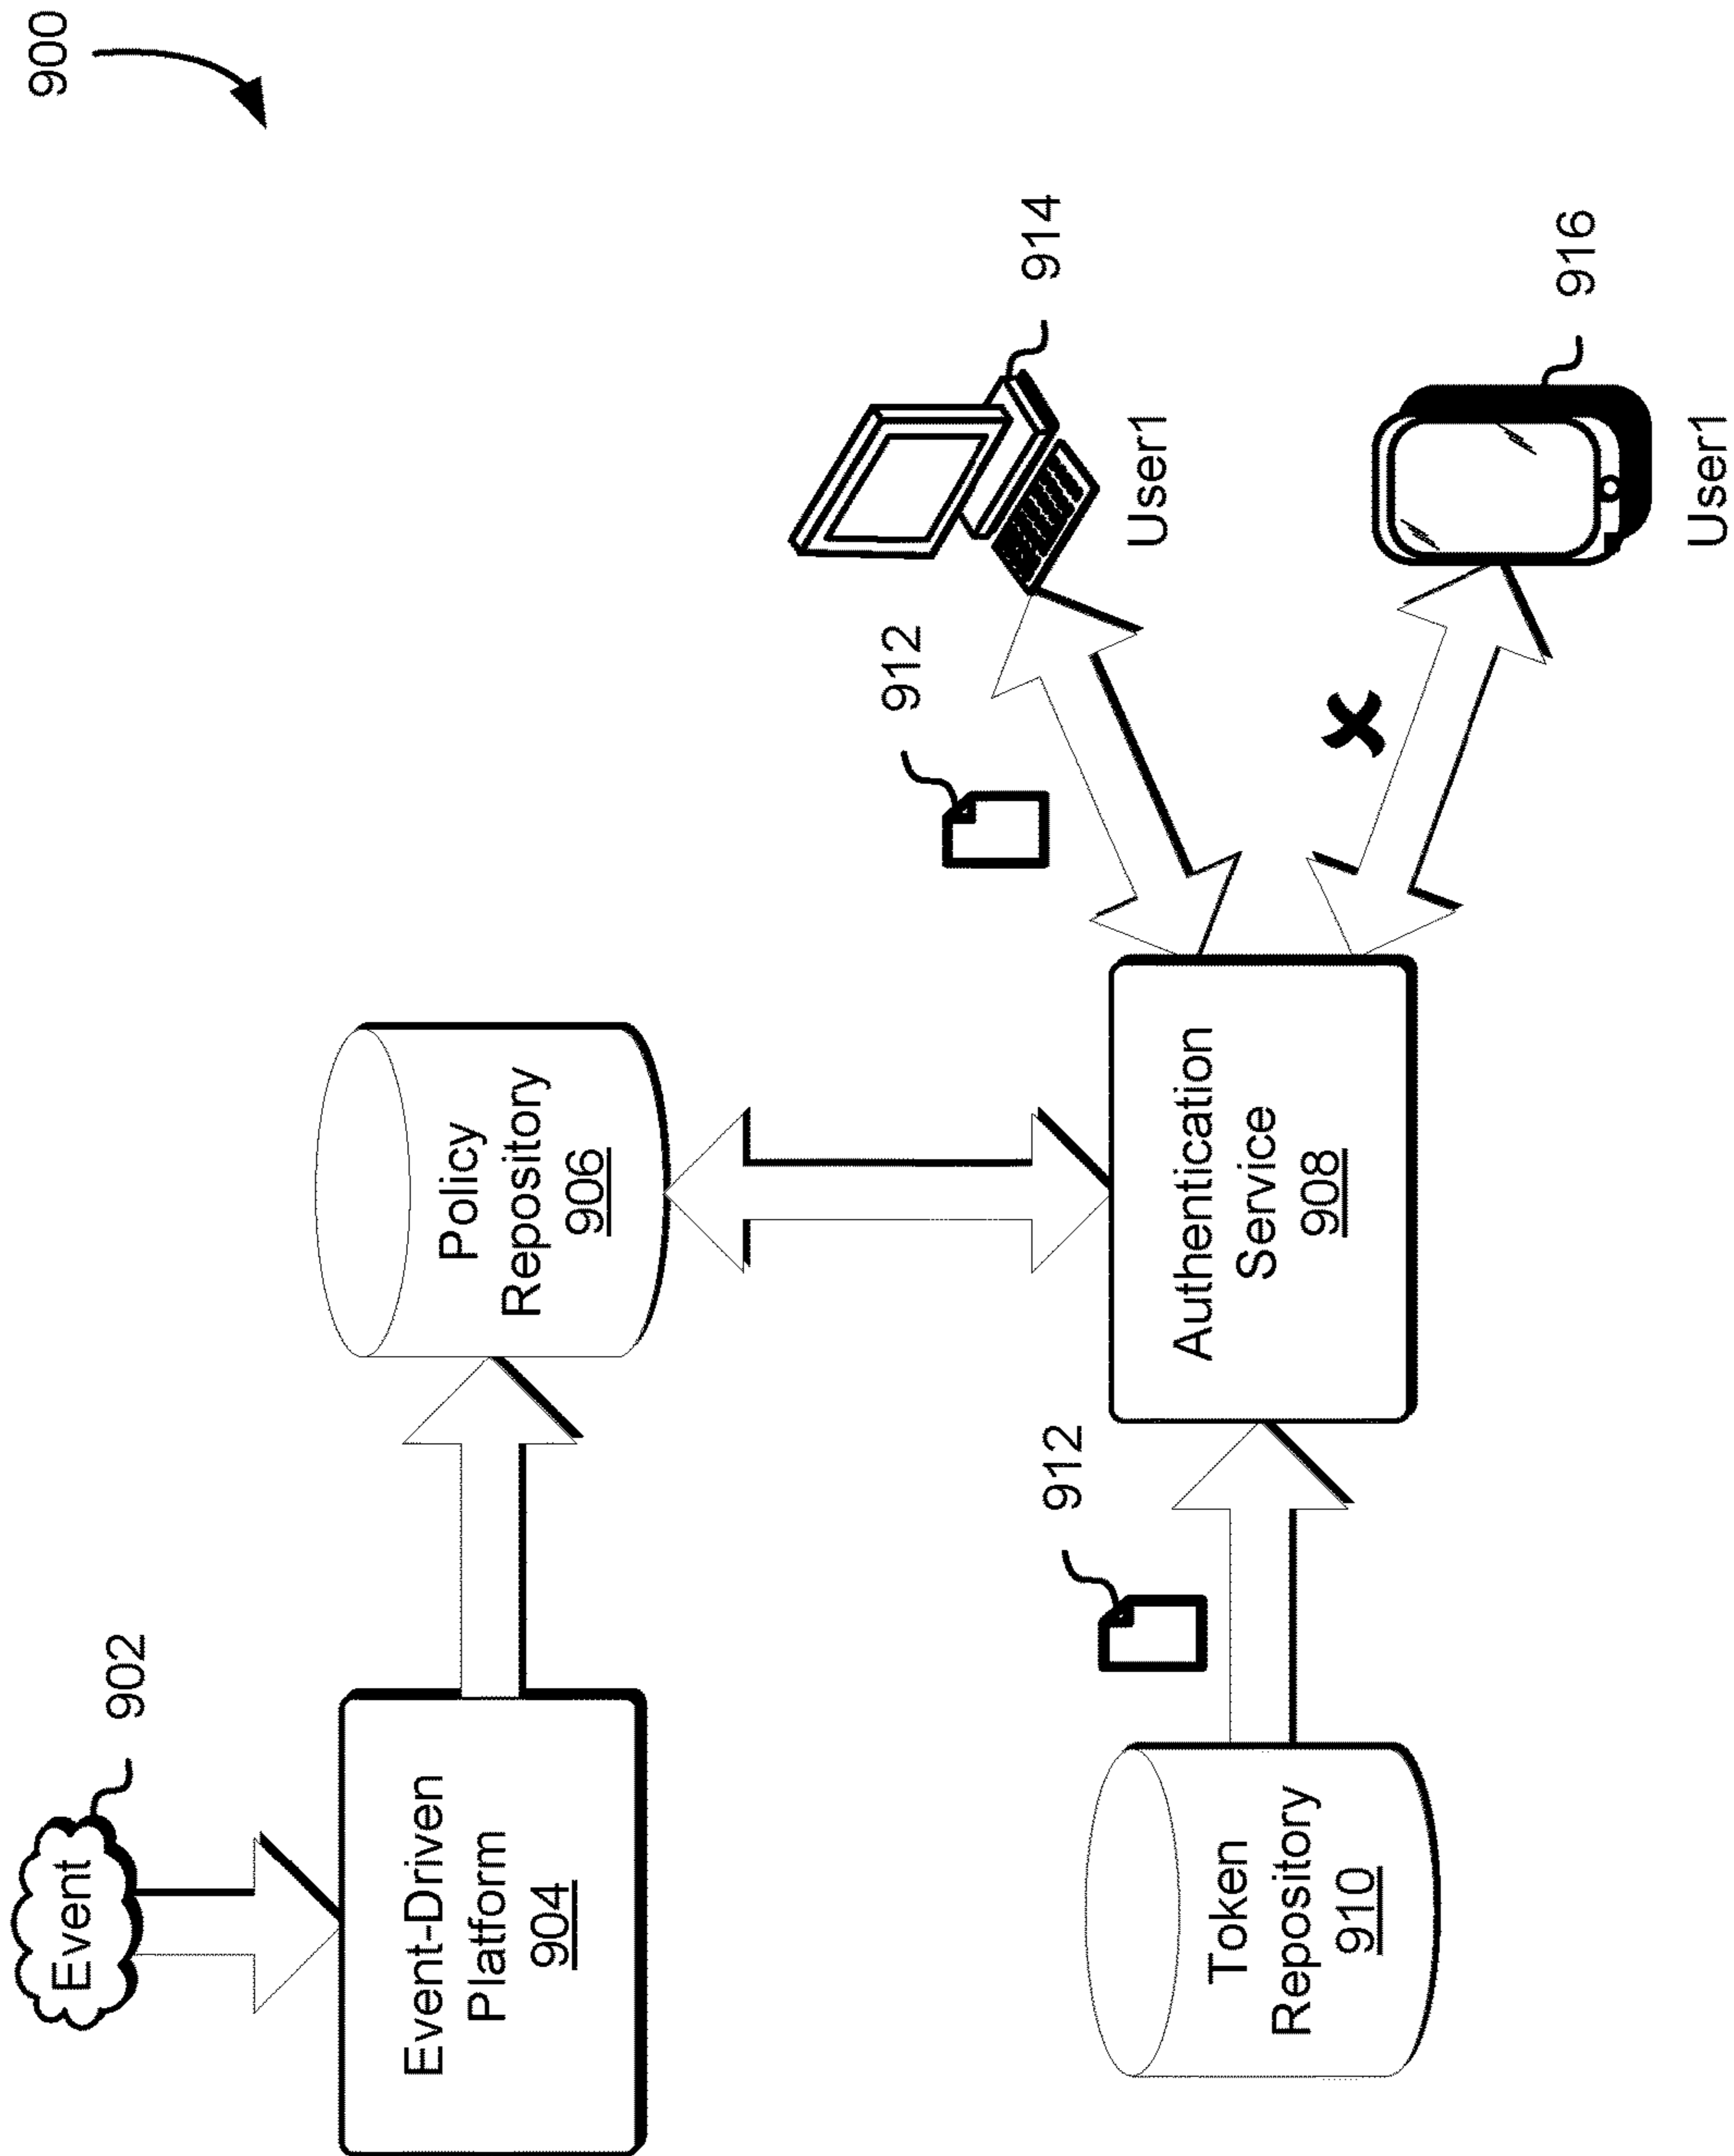 900
Event
902
Event-Driven
Platform
904
Policy
Repository
906
912
914
User1
Token
Repository
910
912
Authentication
Service
908
916
User1